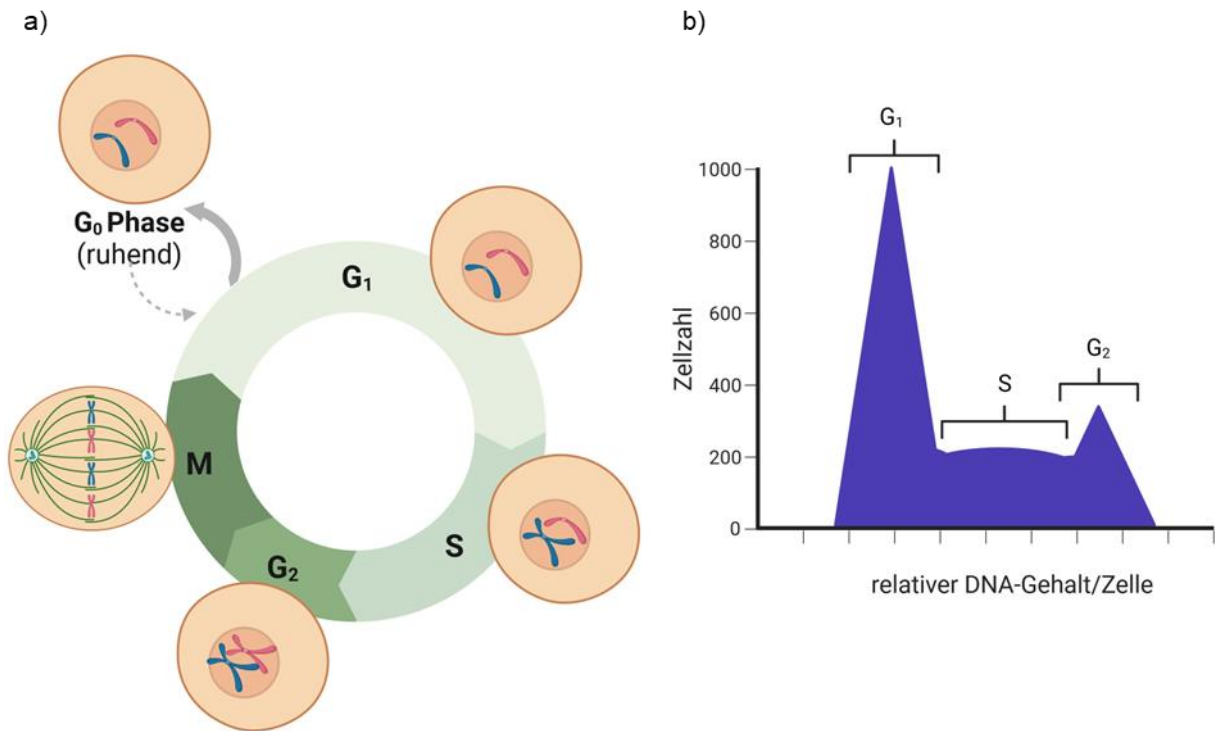 a)
G₀ Phase
(ruhend)
G₁
S
G₂
M
b)
G₁
S
G₂
Zellzahl
1000
800
600
400
200
0
relativer DNA-Gehalt/Zelle